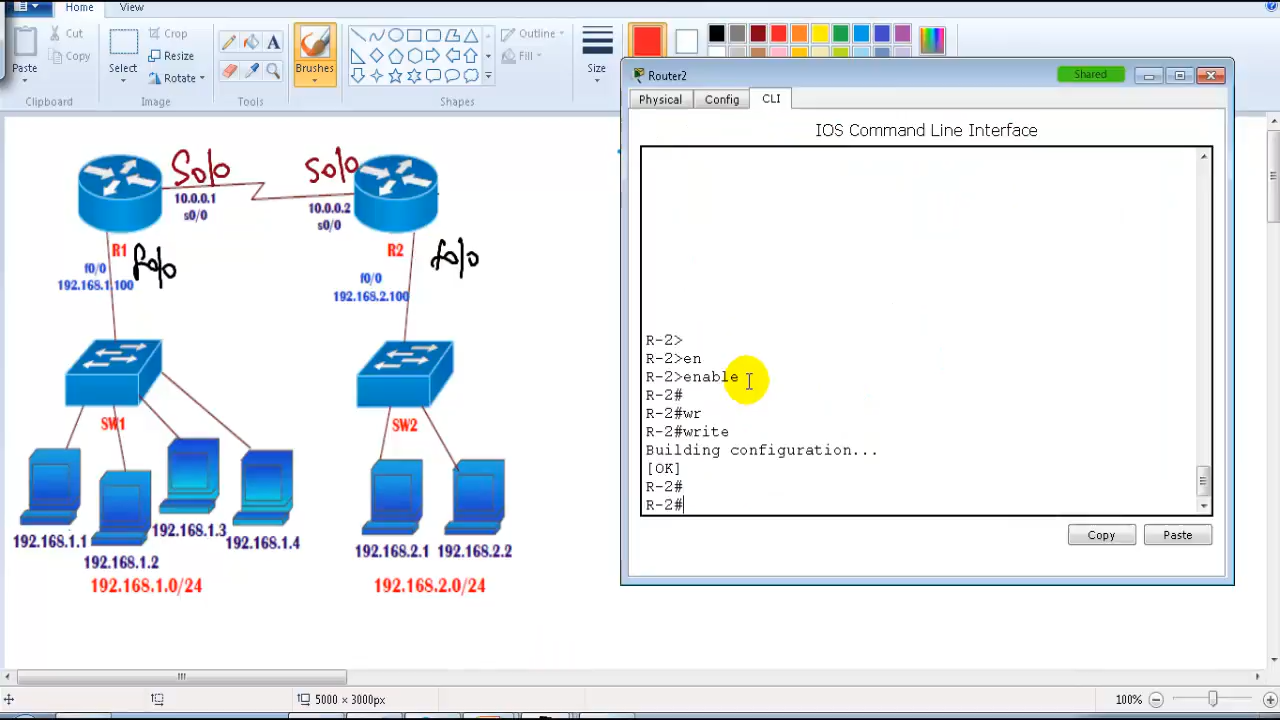 Home
View
Cut
Copy
Paste
Clipboard
Select
Resize
Rotate
Image
Tools
Brushes
Outline
Fill
Shapes
Size
S0/0
S0/0
10.0.0.1
s0/0
10.0.0.2
s0/0
R1
R2
f0/0
f0/0
f0/0
192.168.1.100
f0/0
192.168.2.100
SW1
SW2
192.168.1.1
192.168.1.2
192.168.1.3
192.168.1.4
192.168.2.1
192.168.2.2
192.168.1.0/24
192.168.2.0/24
Router2
Shared
Physical
Config
CLI
IOS Command Line Interface
R-2>
R-2>en
R-2>enable
R-2#
R-2#wr
R-2#write
Building configuration...
[OK]
R-2#
R-2#
Copy
Paste
5000 × 3000px
100%